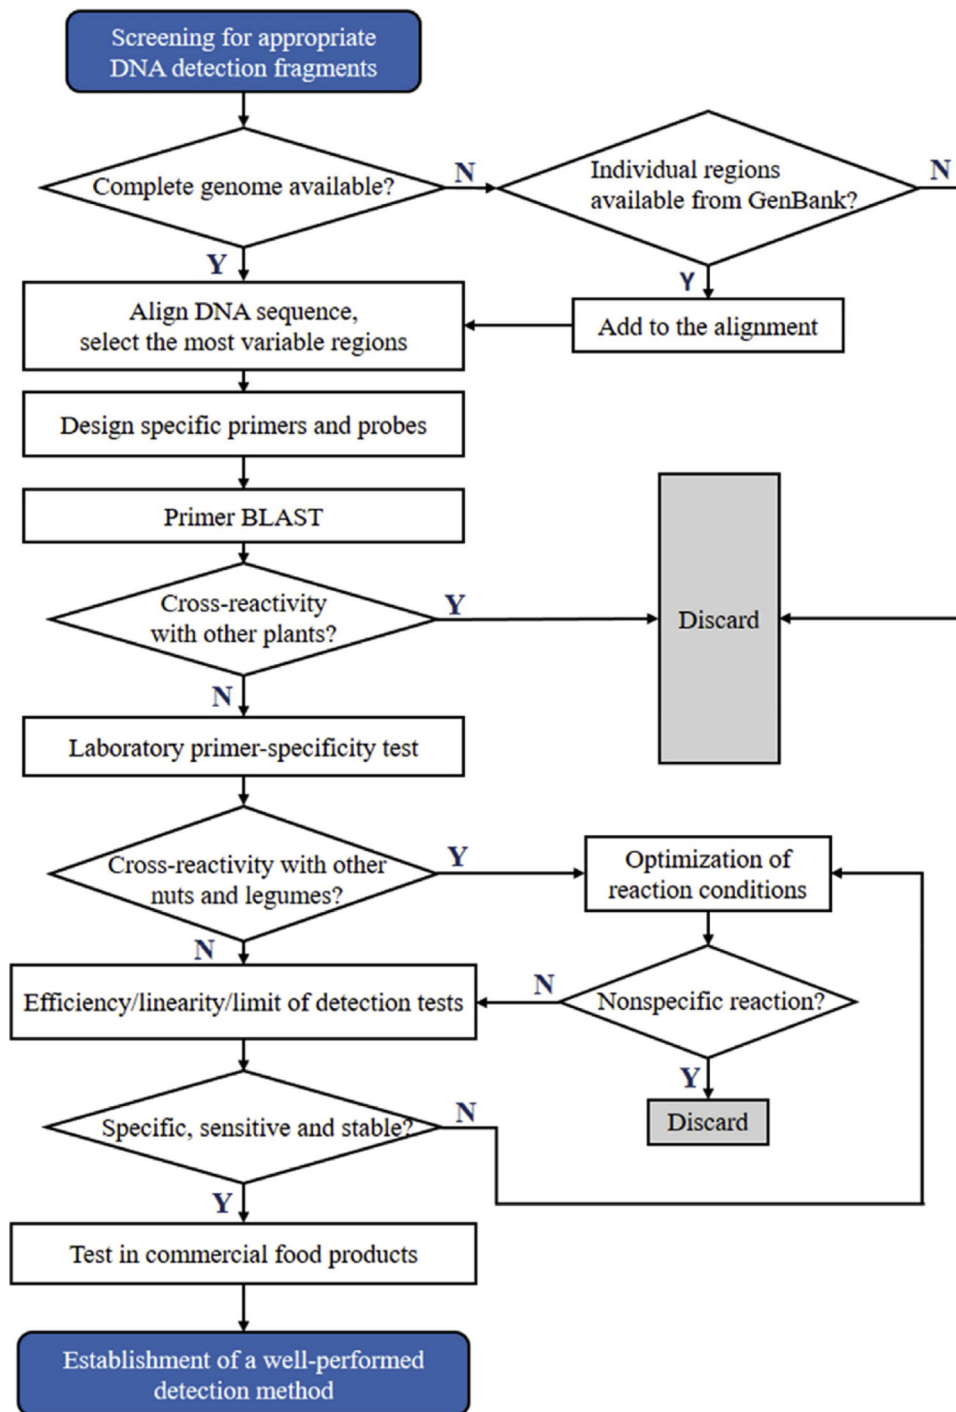 Screening for appropriate
DNA detection fragments
Complete genome available?
N
Individual regions
available from GenBank?
N
Y
Y
Align DNA sequence,
select the most variable regions
Add to the alignment
Design specific primers and probes
Primer BLAST
Cross-reactivity
with other plants?
Y
Discard
N
Laboratory primer-specificity test
Cross-reactivity with other
nuts and legumes?
Y
Optimization of
reaction conditions
N
Efficiency/linearity/limit of detection tests
N
Nonspecific reaction?
Y
Discard
Specific, sensitive and stable?
N
Y
Test in commercial food products
Establishment of a well-performed
detection method